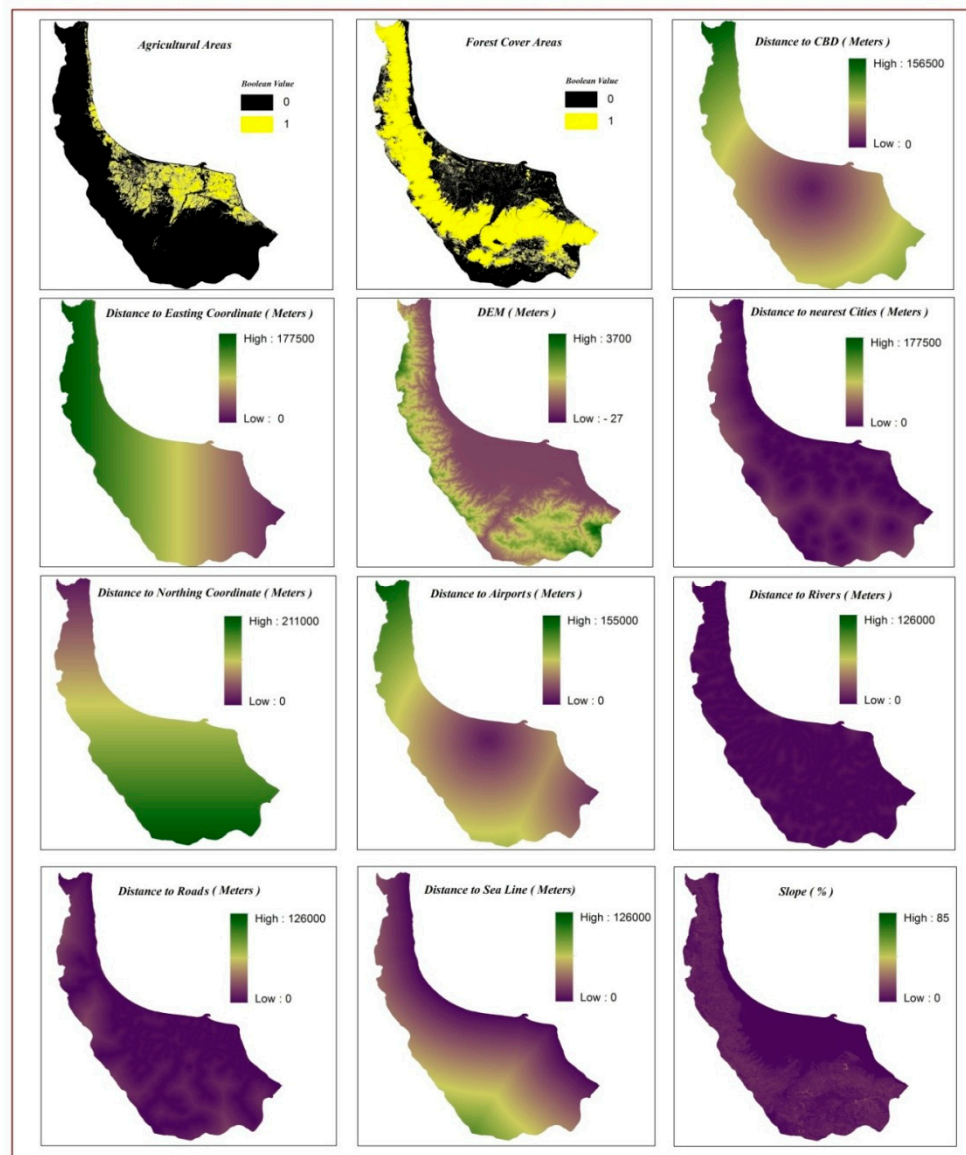 Agricultural Areas
Boolean Value
0
1
Forest Cover Areas
Boolean Value
0
1
Distance to CBD ( Meters )
High : 156500
Low : 0
Distance to Easting Coordinate ( Meters )
High : 177500
Low : 0
DEM ( Meters )
High : 3700
Low : - 27
Distance to nearest Cities ( Meters )
High : 177500
Low : 0
Distance to Northing Coordinate ( Meters )
High : 211000
Low : 0
Distance to Airports ( Meters )
High : 155000
Low : 0
Distance to Rivers ( Meters )
High : 126000
Low : 0
Distance to Roads ( Meters )
High : 126000
Low : 0
Distance to Sea Line ( Meters)
High : 126000
Low : 0
Slope ( % )
High : 85
Low : 0